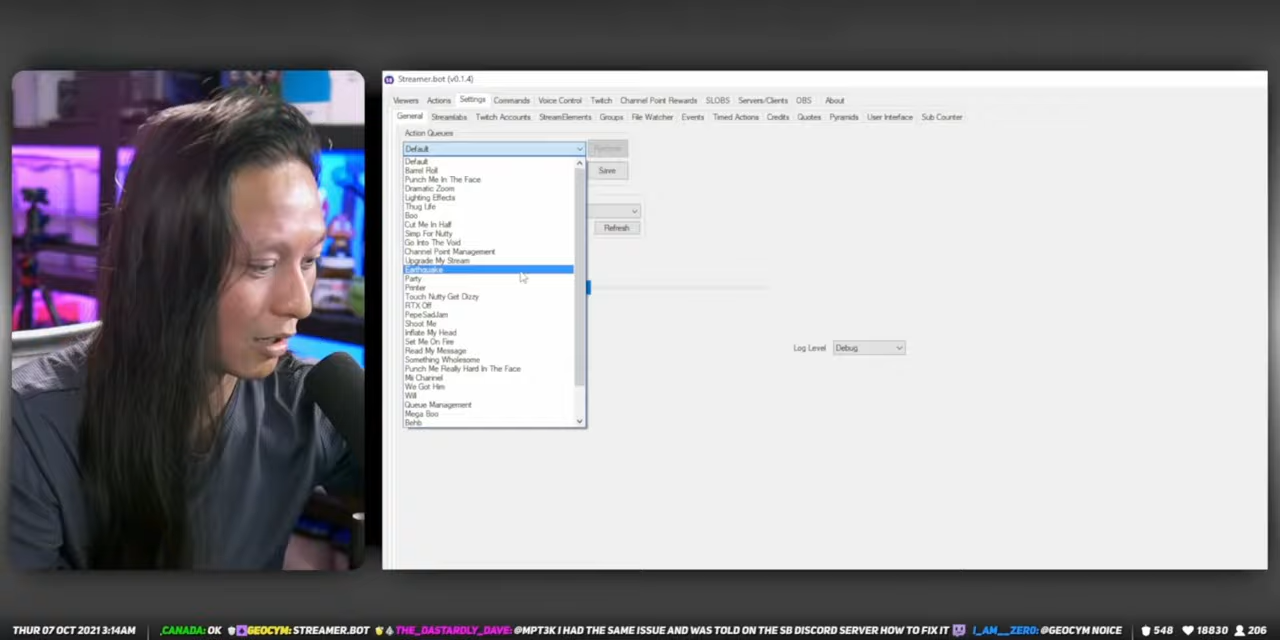 Streamer.bot (v0.1.4)
Viewers Actions Settings Commands Voice Control Twitch Channel Point Rewards SLOBS Servers/Clients OBS About
General Streamlabs Twitch Accounts StreamElements Groups File Watcher Events Timed Actions Credits Quotes Pyramids User Interface Sub Counter
Action Queues
Default
Remove
Default
Barrel Roll
Save
Punch Me In The Face
Dramatic Zoom
Lighting Effects
Thug Life
Boo
Cut Me In Half
Refresh
Simp For Nutty
Go Into The Void
Channel Point Management
Upgrade My Stream
Earthquake
Party
Printer
Touch Nutty Get Dizzy
RTX Off
PepeSadJam
Shoot Me
Inflate My Head
Set Me On Fire
Log Level Debug
Read My Message
Something Wholesome
Punch Me Really Hard In The Face
Mii Channel
We Got Him
Will
Queue Management
Mega Boo
Behb
THUR 07 OCT 2021 3:14AM _CANADA: OK GEOCYM: STREAMER.BOT THE_DASTARDLY_DAVE: @MPT3K I HAD THE SAME ISSUE AND WAS TOLD ON THE SB DISCORD SERVER HOW TO FIX IT I_AM__ZERO: @GEOCYM NOICE 548 18830 206